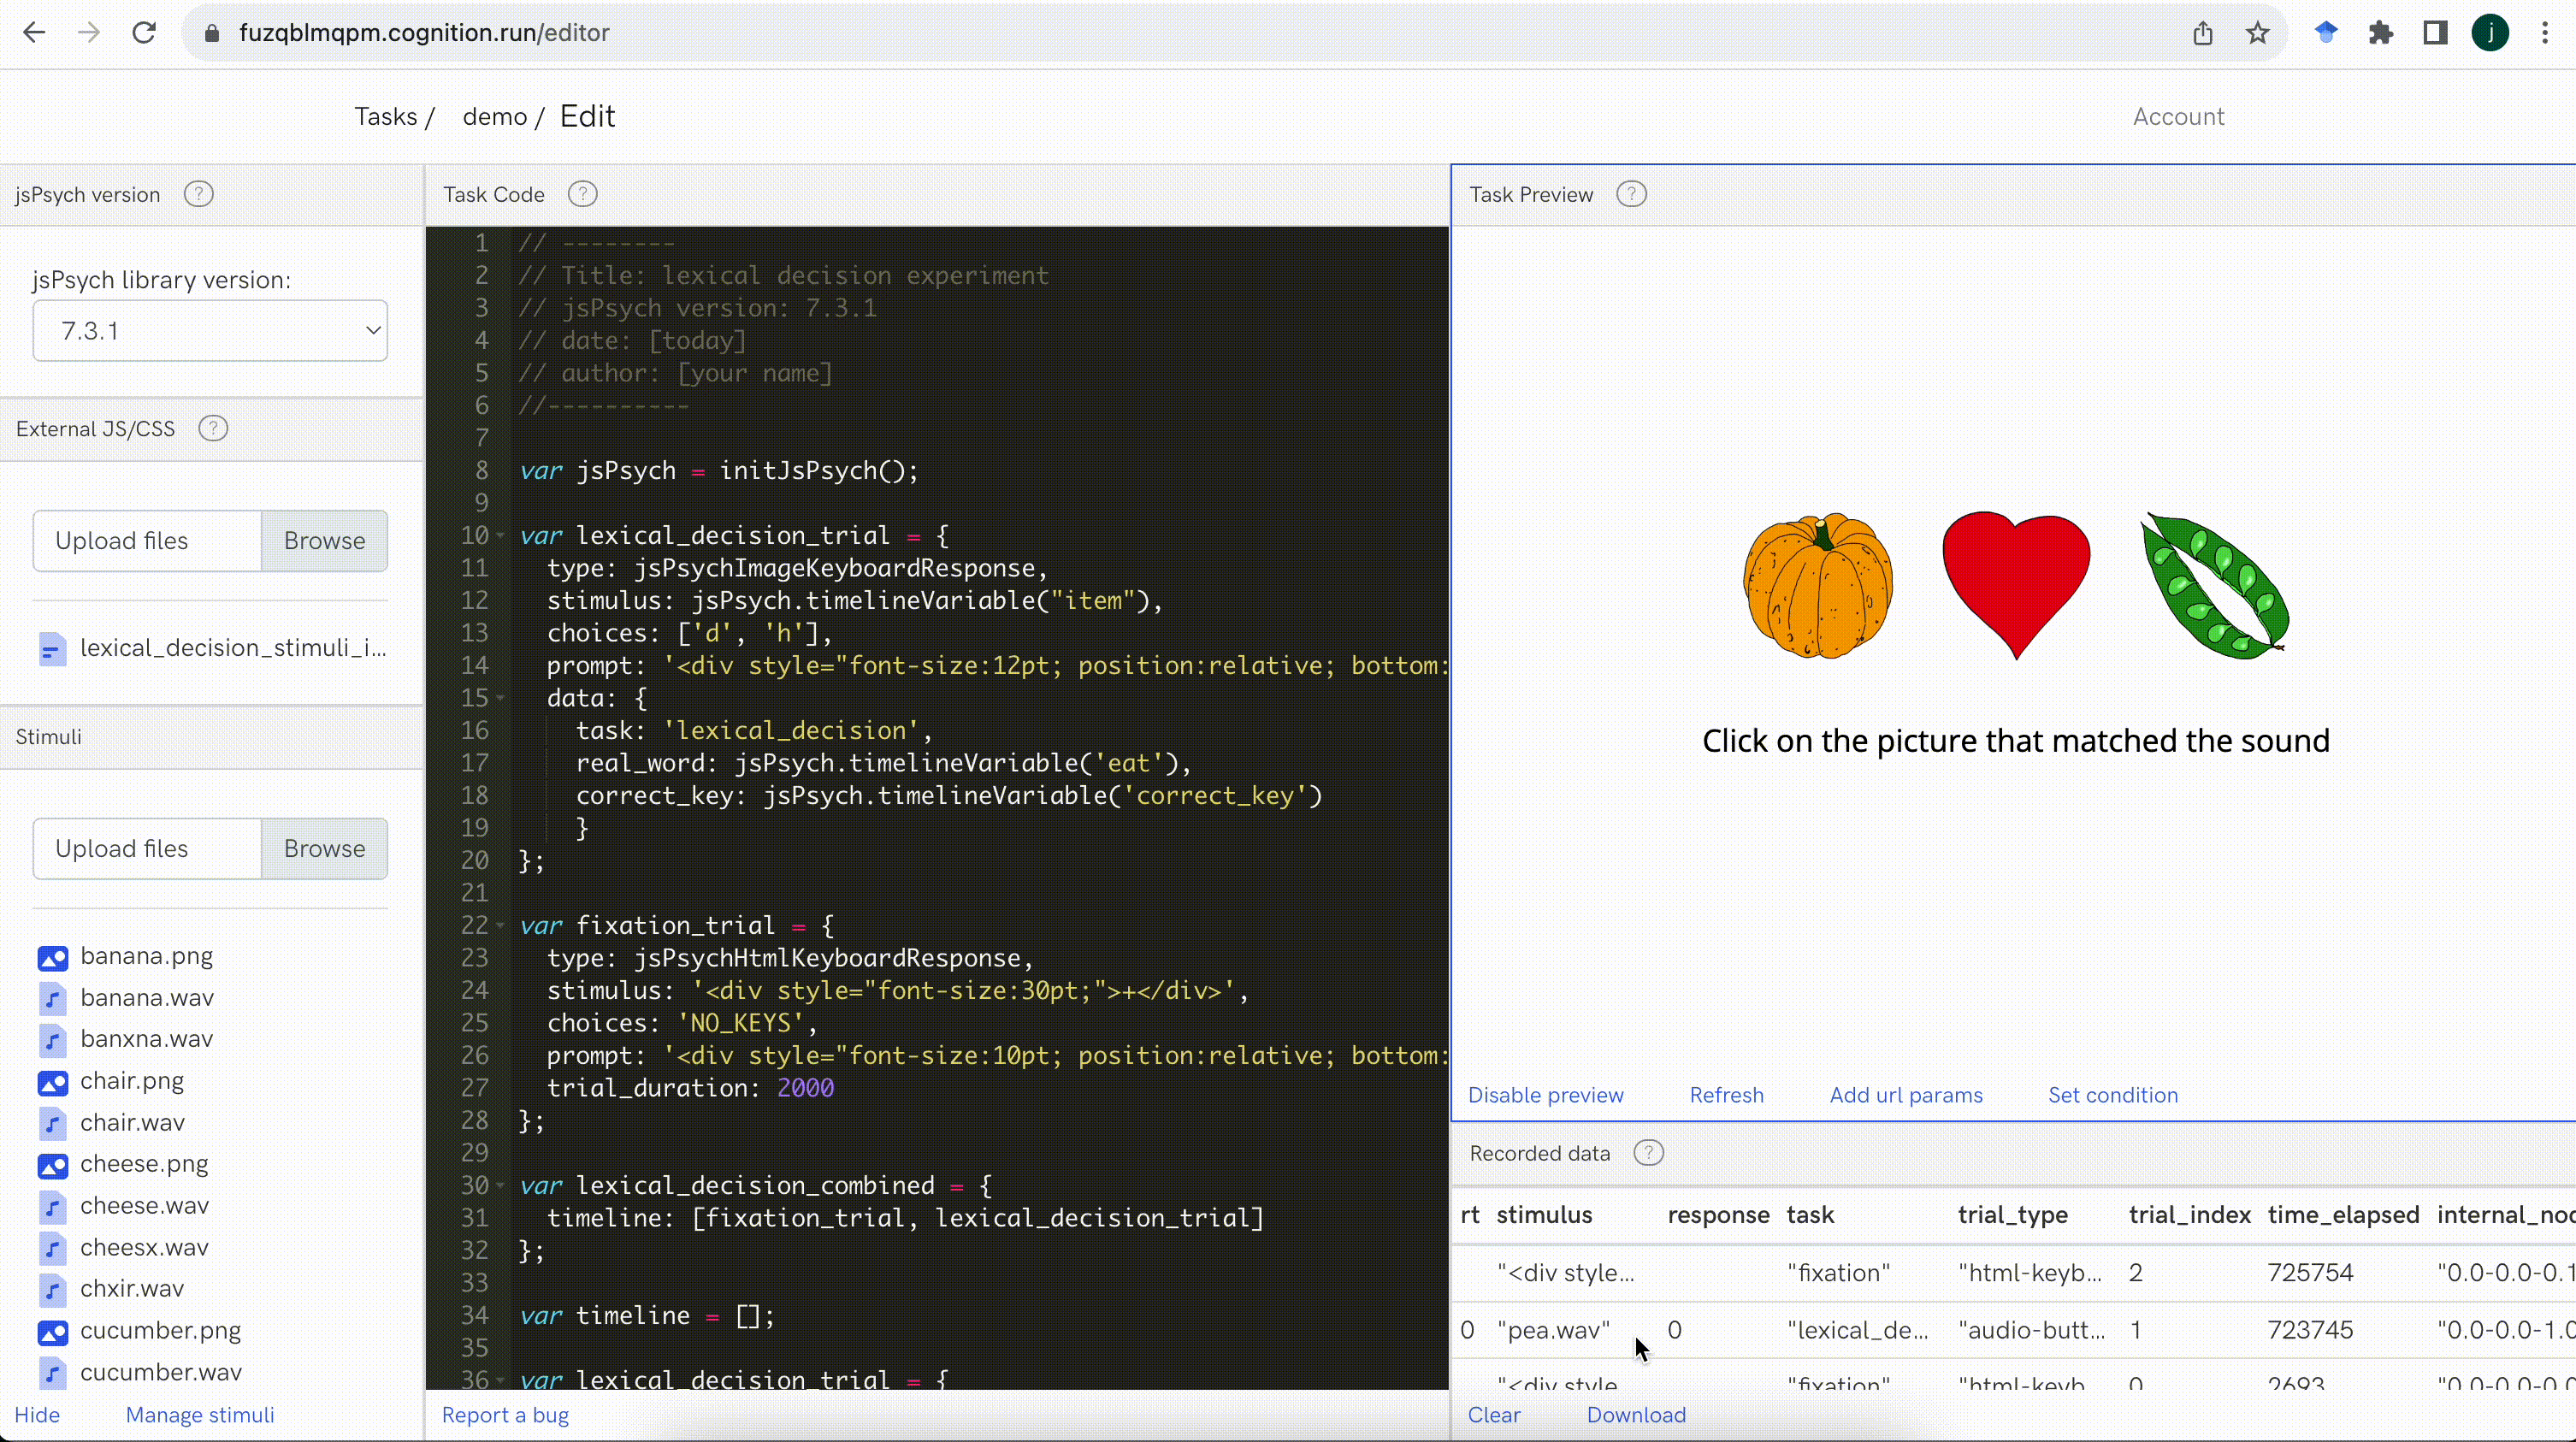 fuzqblmqpm.cognition.run/editor
j
Tasks / demo / Edit
Account
jsPsych version ?
jsPsych library version:
7.3.1
External JS/CSS ?
Upload files Browse
lexical_decision_stimuli_i...
Stimuli
Upload files Browse
banana.png
banana.wav
banxna.wav
chair.png
chair.wav
cheese.png
cheese.wav
cheesx.wav
chxir.wav
cucumber.png
cucumber.wav
Hide Manage stimuli
Task Code ?
1 // --------
2 // Title: lexical decision experiment
3 // jsPsych version: 7.3.1
4 // date: [today]
5 // author: [your name]
6 //----------
7
8 var jsPsych = initJsPsych();
9
10 var lexical_decision_trial = {
11 type: jsPsychImageKeyboardResponse,
12 stimulus: jsPsych.timelineVariable("item"),
13 choices: ['d', 'h'],
14 prompt: '<div style="font-size:12pt; position:relative; bottom:
15 data: {
16 task: 'lexical_decision',
17 real_word: jsPsych.timelineVariable('eat'),
18 correct_key: jsPsych.timelineVariable('correct_key')
19 }
20 };
21
22 var fixation_trial = {
23 type: jsPsychHtmlKeyboardResponse,
24 stimulus: '<div style="font-size:30pt;">+</div>',
25 choices: 'NO_KEYS',
26 prompt: '<div style="font-size:10pt; position:relative; bottom:
27 trial_duration: 2000
28 };
29
30 var lexical_decision_combined = {
31 timeline: [fixation_trial, lexical_decision_trial]
32 };
33
34 var timeline = [];
35
36 var lexical_decision_trial = {
Report a bug
Task Preview ?
Click on the picture that matched the sound
Disable preview Refresh Add url params Set condition
Recorded data ?
rt stimulus response task trial_type trial_index time_elapsed internal_noc
"<div style... "fixation" "html-keyb... 2 725754 "0.0-0.0-0.1
0 "pea.wav" 0 "lexical_de... "audio-butt... 1 723745 "0.0-0.0-1.0
"<div style "fixation" "html-keyb 0 2693 "0.0-0.0-0.0
Clear Download